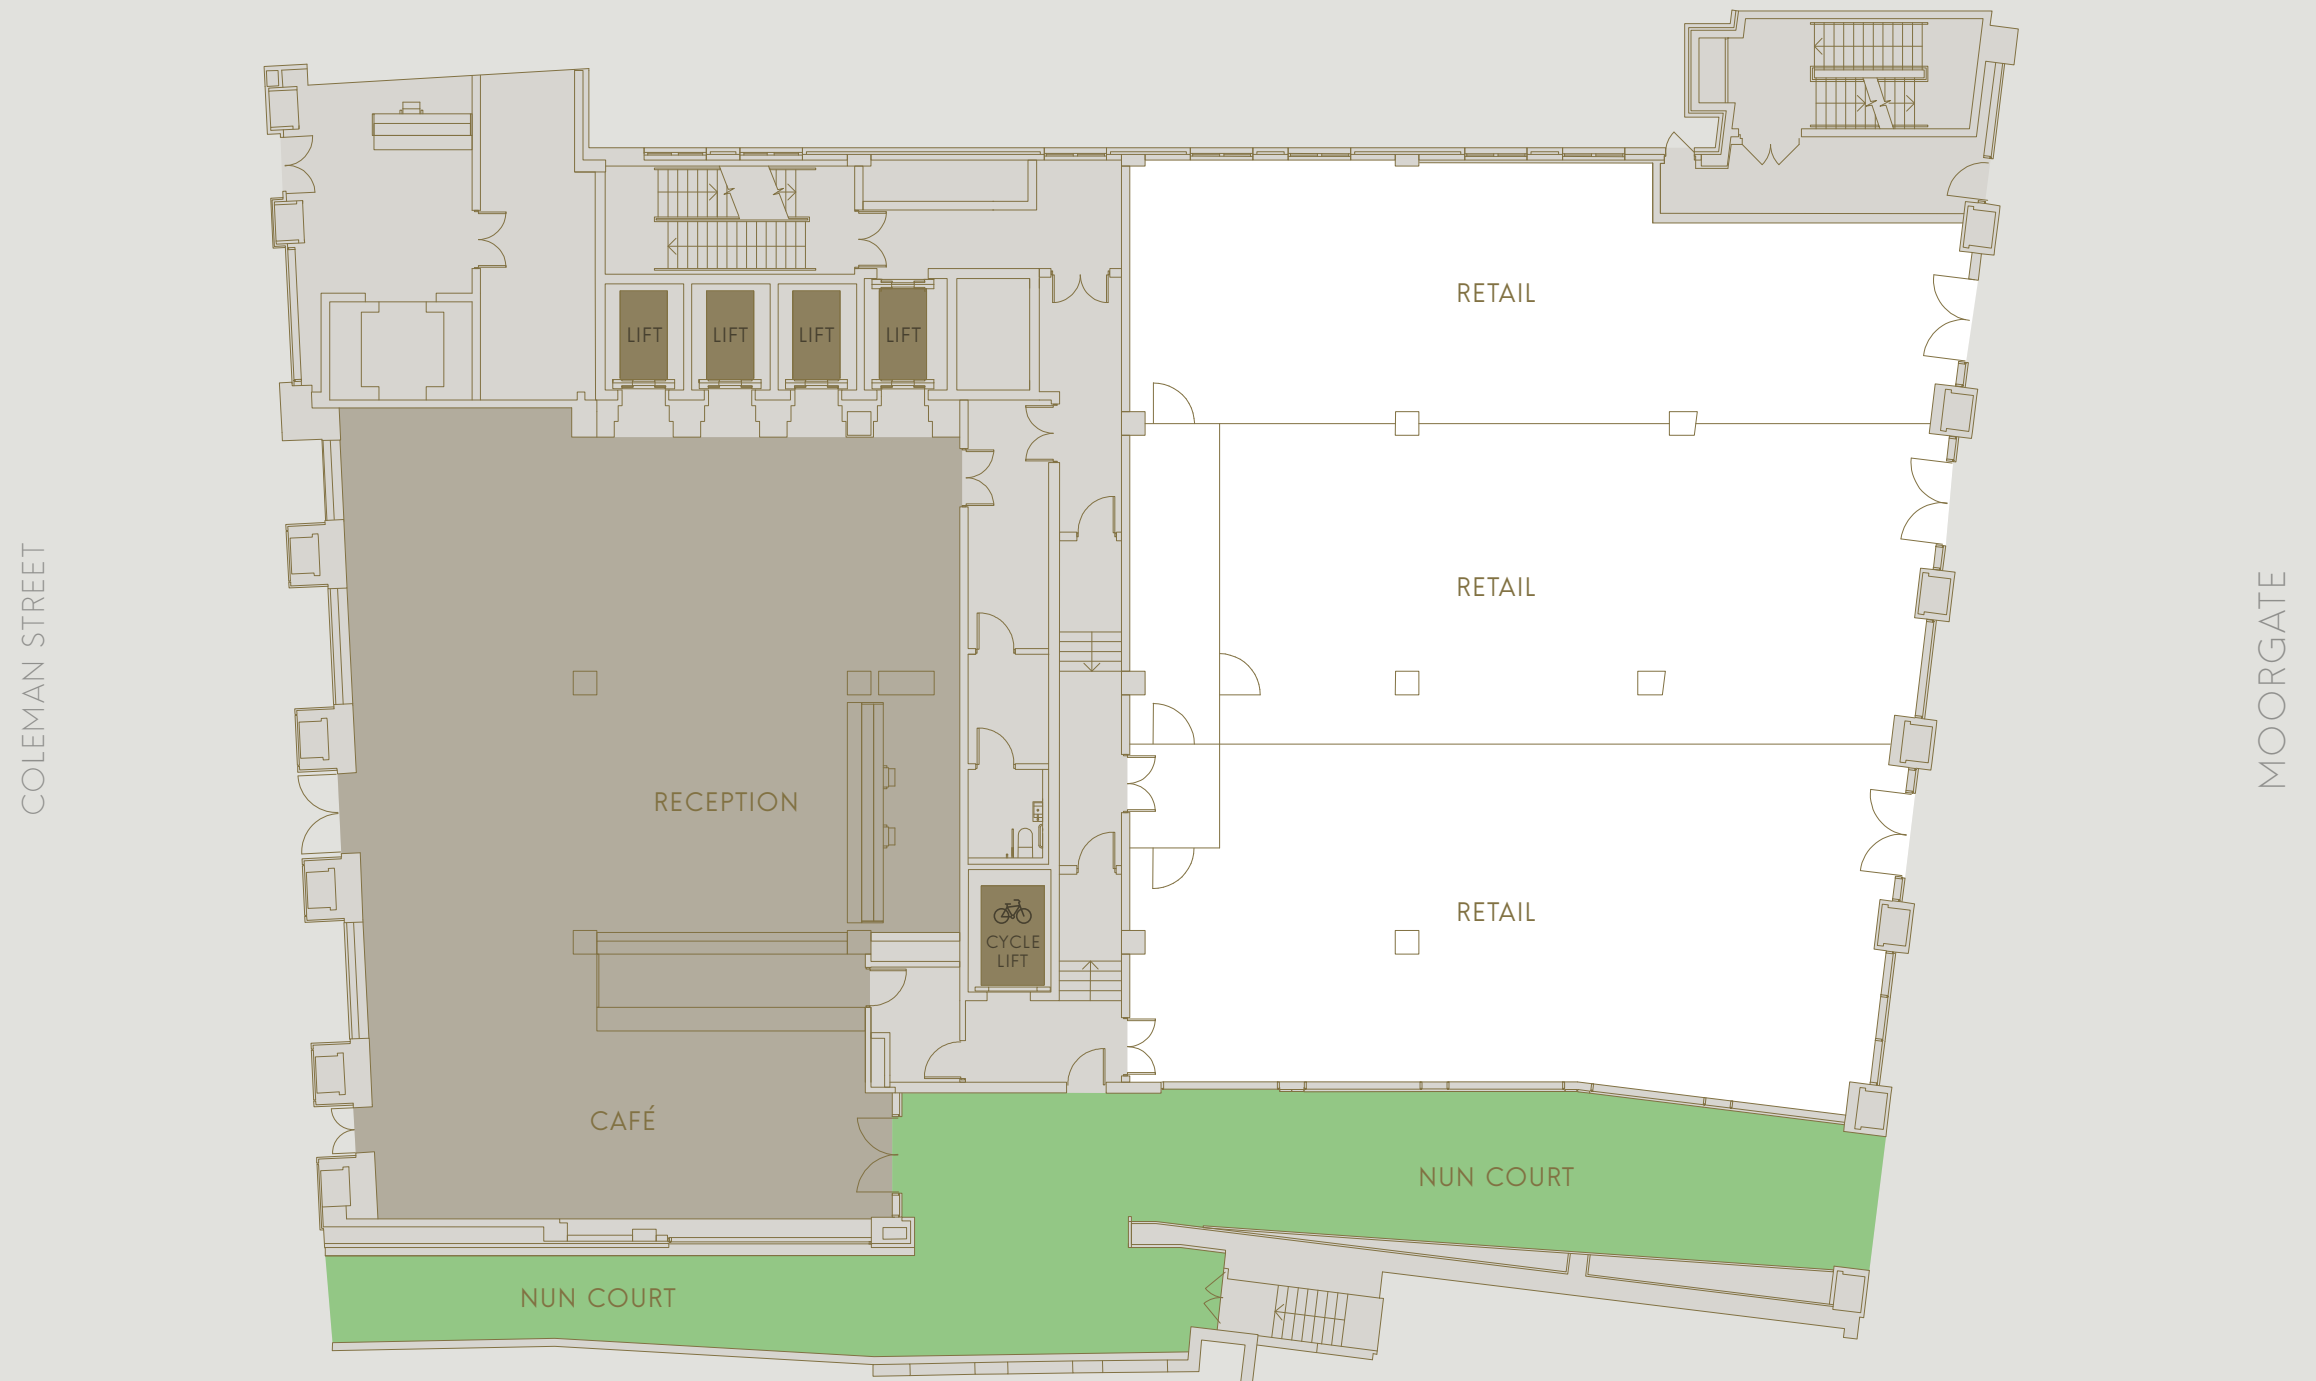 RETAIL
LIFT
LIFT
LIFT
LIFT
RETAIL
COLEMAN STREET
MOORGATE
RECEPTION
RETAIL
CYCLE
LIFT
CAFÉ
NUN COURT
NUN COURT